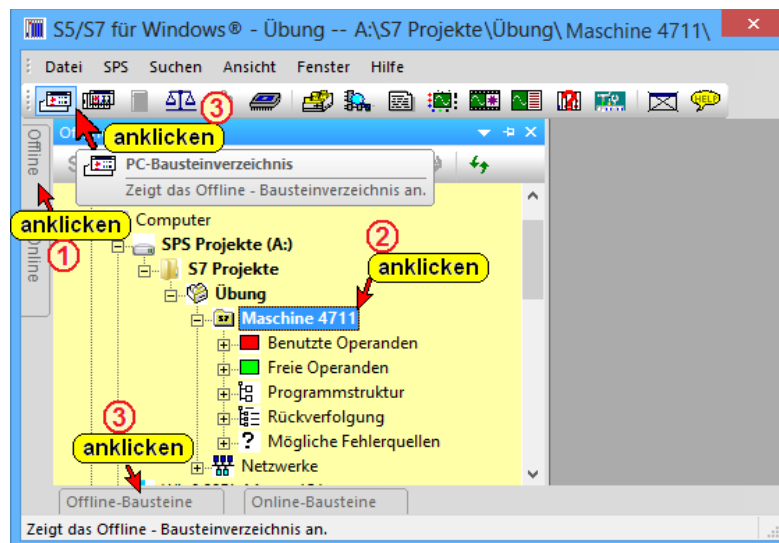 S5/S7 für Windows® - Übung -- A:\S7 Projekte\Übung\ Maschine 4711\
Datei SPS Suchen Ansicht Fenster Hilfe
HELP
3
anklicken
Offline
Online
PC-Bausteinverzeichnis
Zeigt das Offline - Bausteinverzeichnis an.
anklicken
1
Computer
SPS Projekte (A:)
2
anklicken
S7 Projekte
Übung
S7 Maschine 4711
Benutzte Operanden
Freie Operanden
Programmstruktur
Rückverfolgung
? Mögliche Fehlerquellen
3
anklicken
Netzwerke
Offline-Bausteine Online-Bausteine
Zeigt das Offline - Bausteinverzeichnis an.